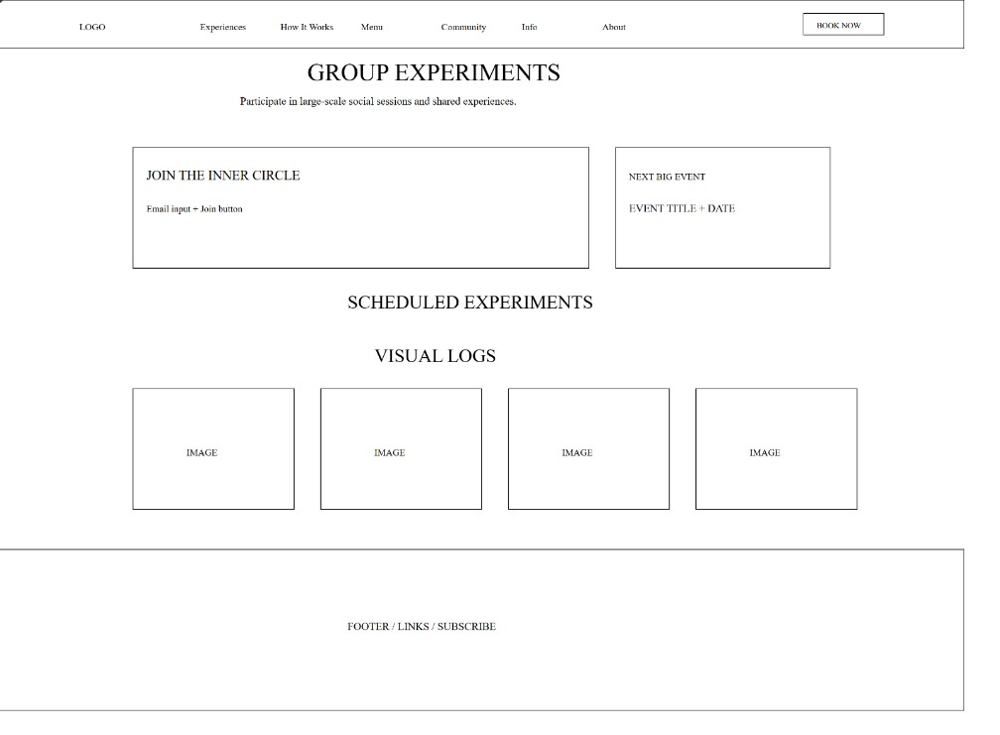 LOGO Experiences How It Works Menu Community Info About BOOK NOW
GROUP EXPERIMENTS
Participate in large-scale social sessions and shared experiences.
JOIN THE INNER CIRCLE
Email input + Join button
NEXT BIG EVENT
EVENT TITLE + DATE
SCHEDULED EXPERIMENTS
VISUAL LOGS
IMAGE IMAGE IMAGE IMAGE
FOOTER / LINKS / SUBSCRIBE